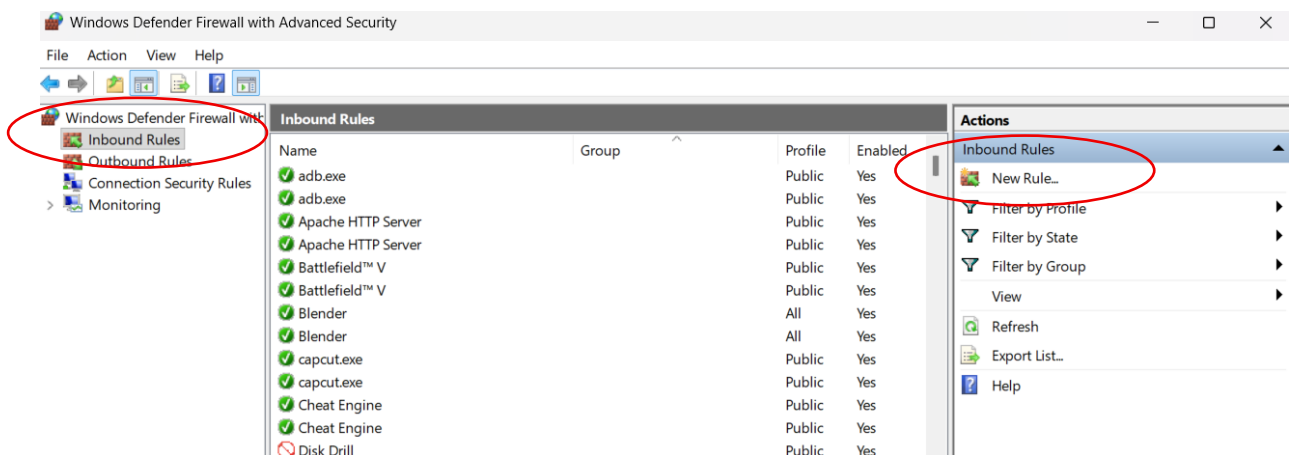 Windows Defender Firewall with Advanced Security
File Action View Help
Windows Defender Firewall with
Inbound Rules
Outbound Rules
Connection Security Rules
Monitoring
Inbound Rules
Name Group Profile Enabled
adb.exe Public Yes
adb.exe Public Yes
Apache HTTP Server Public Yes
Apache HTTP Server Public Yes
Battlefield™ V Public Yes
Battlefield™ V Public Yes
Blender All Yes
Blender All Yes
capcut.exe Public Yes
capcut.exe Public Yes
Cheat Engine Public Yes
Cheat Engine Public Yes
Disk Drill Public Yes
Actions
Inbound Rules
New Rule...
Filter by Profile
Filter by State
Filter by Group
View
Refresh
Export List...
Help